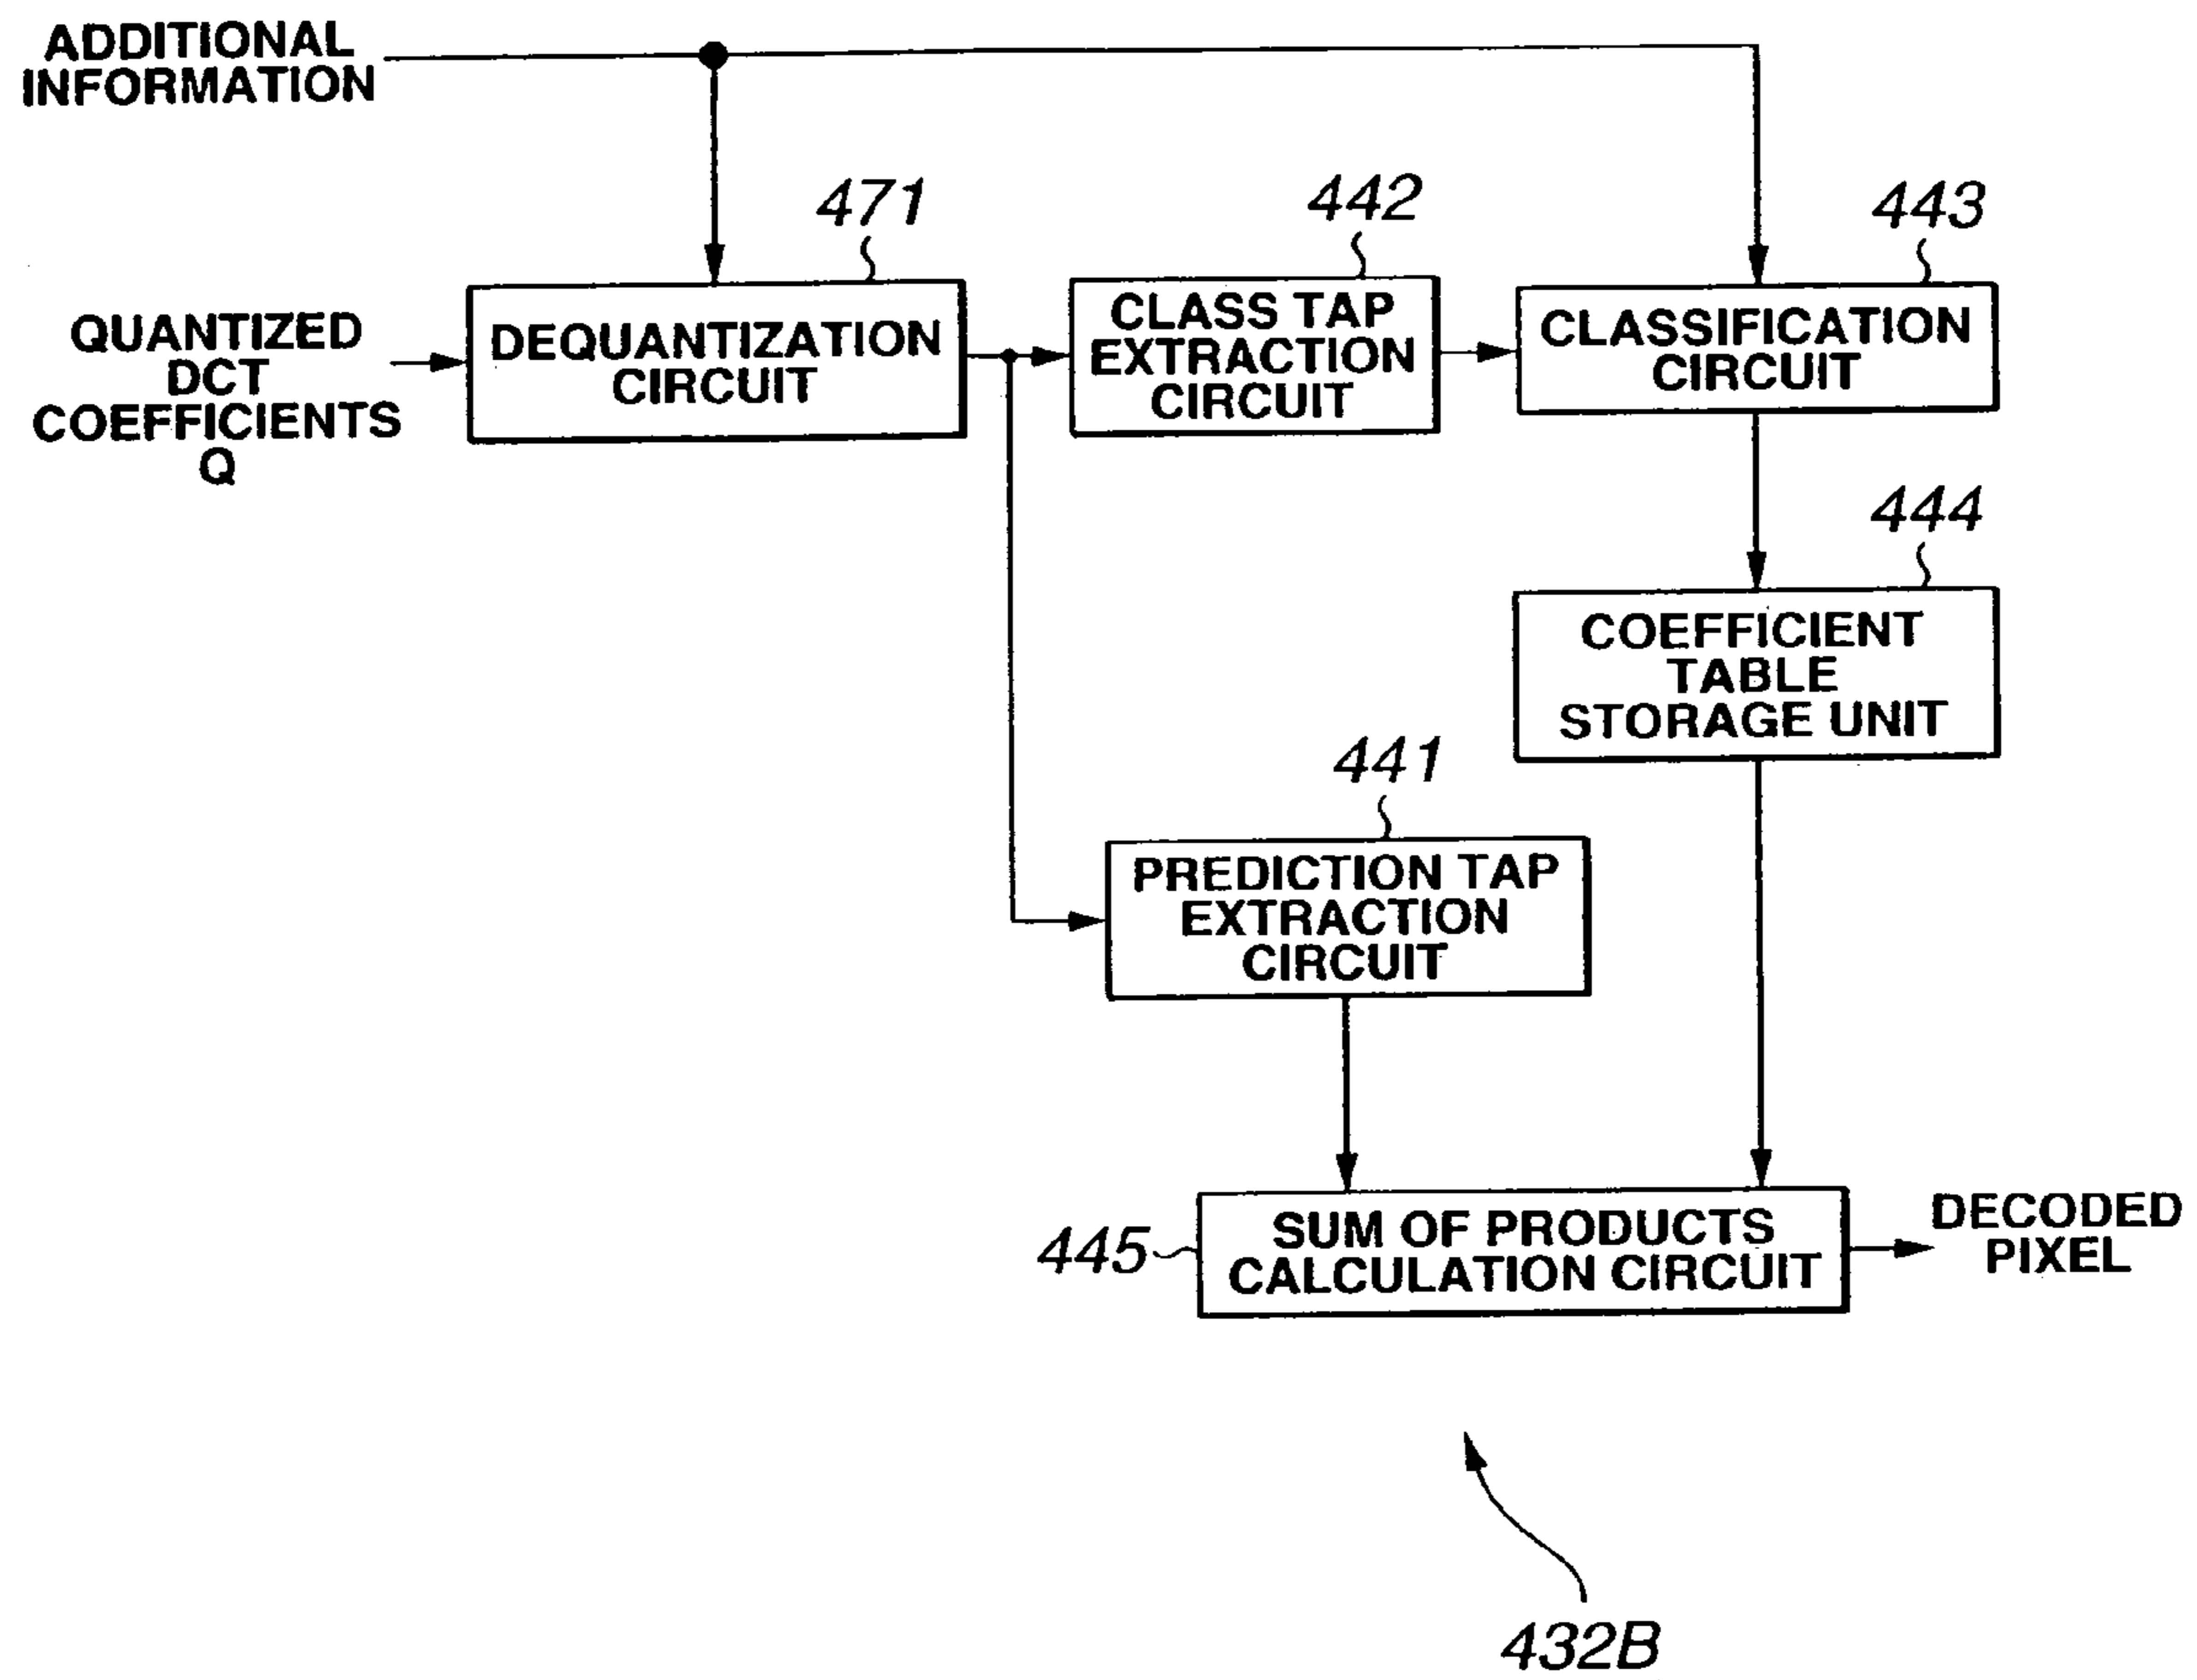 ADDITIONAL
INFORMATION
471
442
443
QUANTIZED
DCT
COEFFICIENTS
Q
DEQUANTIZATION
CIRCUIT
CLASS TAP
EXTRACTION
CIRCUIT
CLASSIFICATION
CIRCUIT
444
COEFFICIENT
TABLE
STORAGE UNIT
441
PREDICTION TAP
EXTRACTION
CIRCUIT
445
SUM OF PRODUCTS
CALCULATION CIRCUIT
DECODED
PIXEL
432B